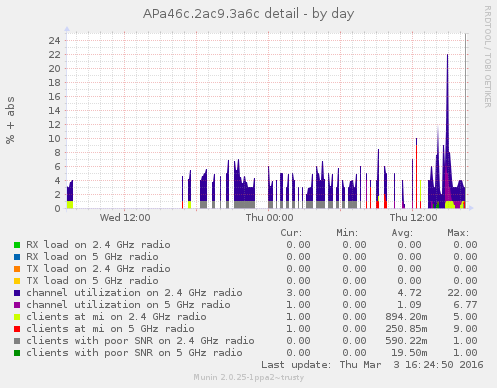 APa46c.2ac9.3a6c detail - by day
RRDTOOL / TOBI OETIKER
% + abs
24
22
20
18
16
14
12
10
8
6
4
2
0
Wed 12:00 Thu 00:00 Thu 12:00
Cur: Min: Avg: Max:
RX load on 2.4 GHz radio 0.00 0.00 0.00 0.00
RX load on 5 GHz radio 0.00 0.00 0.00 0.00
TX load on 2.4 GHz radio 0.00 0.00 0.00 0.00
TX load on 5 GHz radio 0.00 0.00 0.00 0.00
channel utilization on 2.4 GHz radio 3.00 0.00 4.72 22.00
channel utilization on 5 GHz radio 1.00 0.00 1.09 6.77
clients at mi on 2.4 GHz radio 1.00 0.00 894.20m 5.00
clients at mi on 5 GHz radio 1.00 0.00 250.85m 9.00
clients with poor SNR on 2.4 GHz radio 0.00 0.00 590.22m 1.00
clients with poor SNR on 5 GHz radio 0.00 0.00 19.50m 1.00
Last update: Thu Mar 3 16:24:50 2016
Munin 2.0.25-1ppa2~trusty